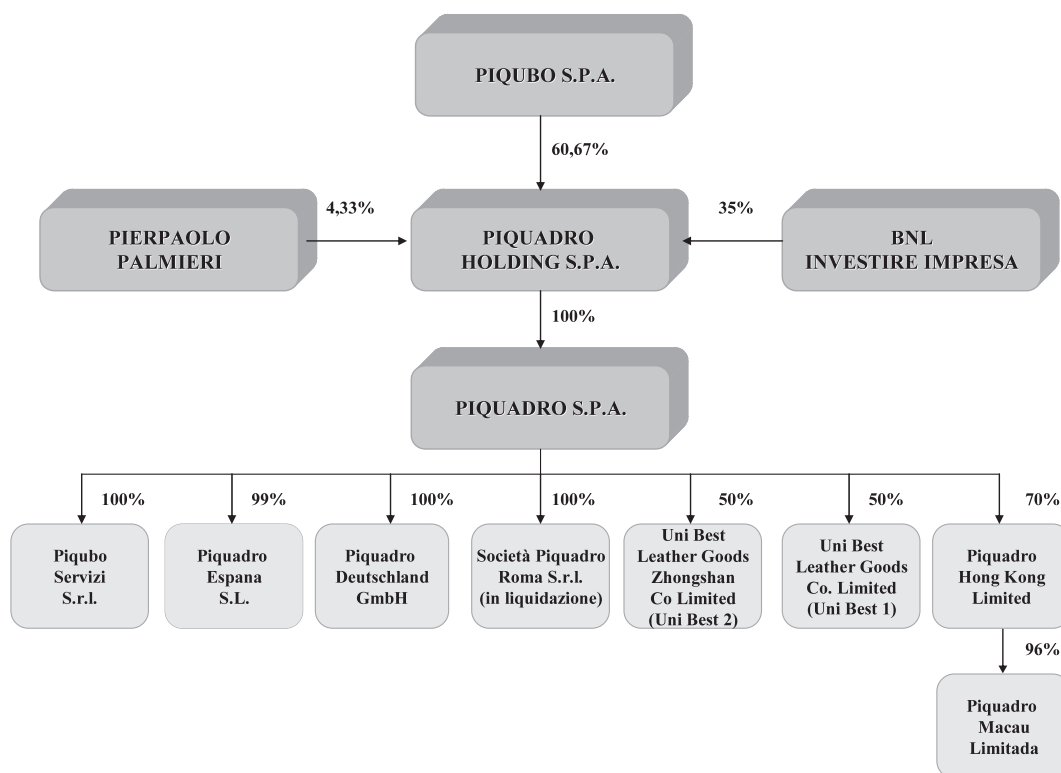 PIQUBO S.P.A.
60,67%
PIERPAOLO
PALMIERI
4,33%
PIQUADRO
HOLDING S.P.A.
35%
BNL
INVESTIRE IMPRESA
100%
PIQUADRO S.P.A.
100%
99%
100%
100%
50%
50%
70%
Piqubo
Servizi
S.r.l.
Piquadro
Espana
S.L.
Piquadro
Deutschland
GmbH
Società Piquadro
Roma S.r.l.
(in liquidazione)
Uni Best
Leather Goods
Zhongshan
Co Limited
(Uni Best 2)
Uni Best
Leather Goods
Co. Limited
(Uni Best 1)
Piquadro
Hong Kong
Limited
96%
Piquadro
Macau
Limitada